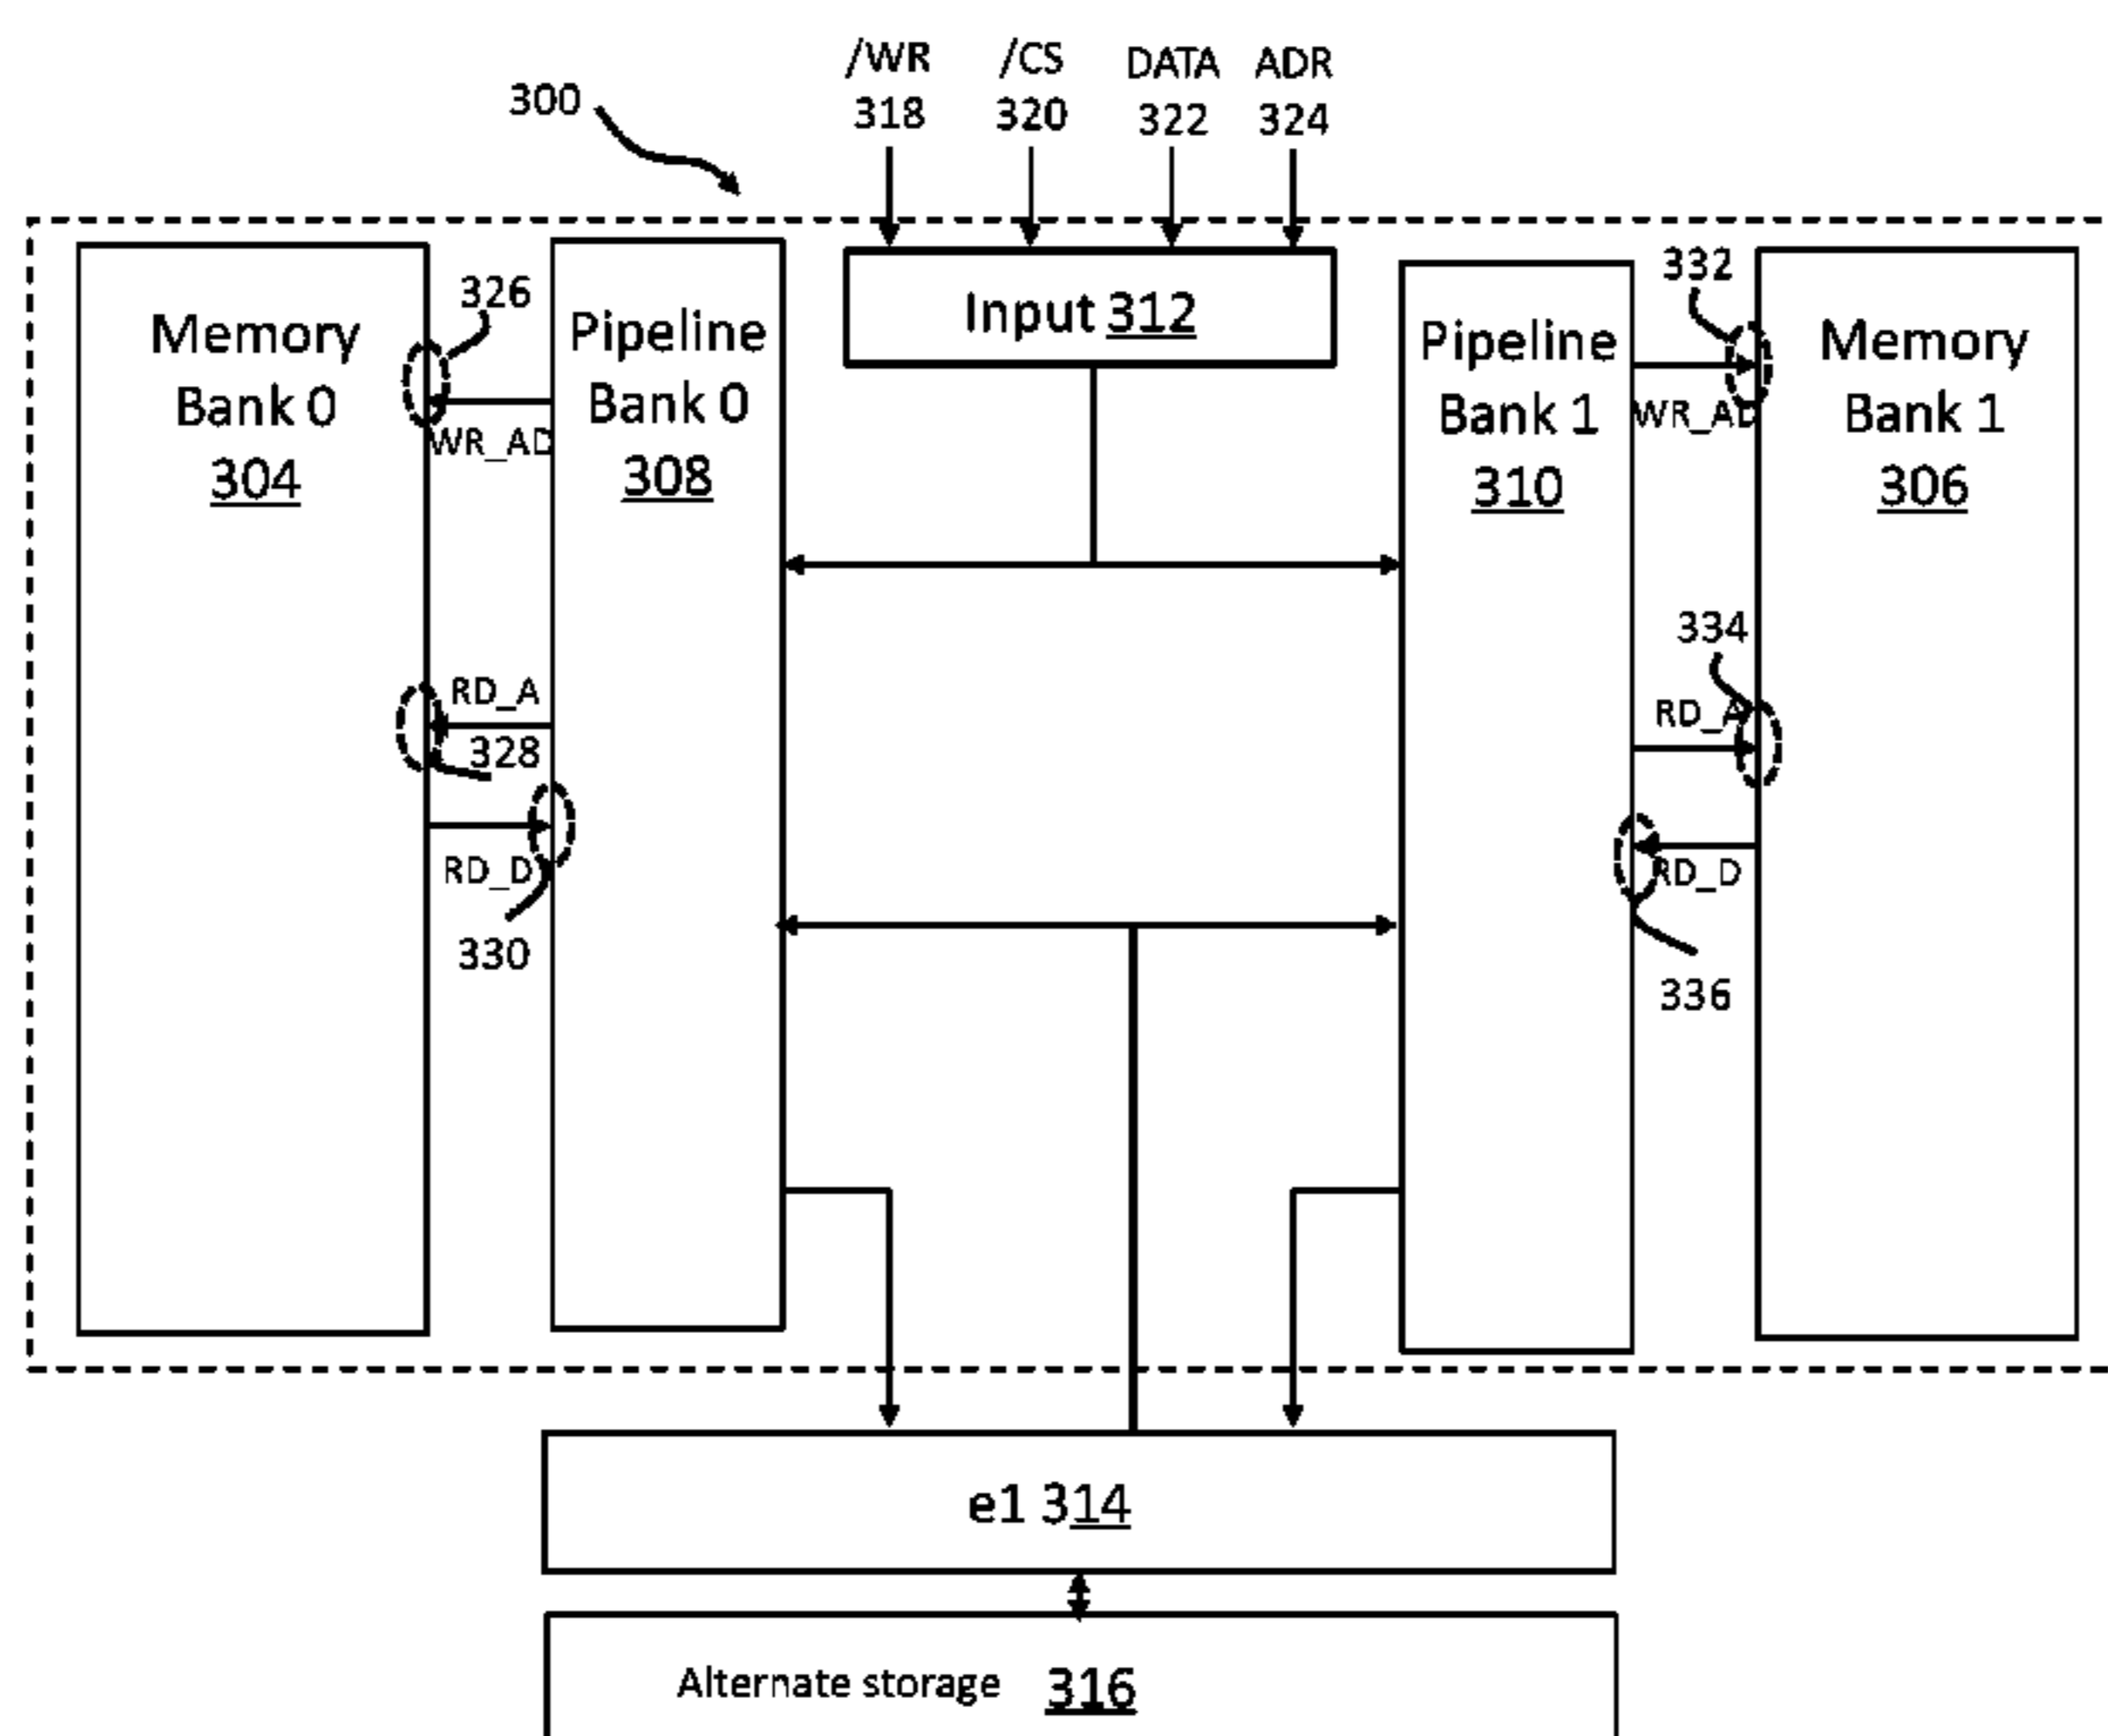 /WR
318
/CS
320
DATA
322
ADR
324
300
Memory
Bank 0
304
326
WR_AD
Pipeline
Bank 0
308
Input 312
Pipeline
Bank 1
310
332
WR_AD
Memory
Bank 1
306
RD_A
328
RD_D
330
334
RD_A
RD_D
336
e1 314
Alternate storage 316